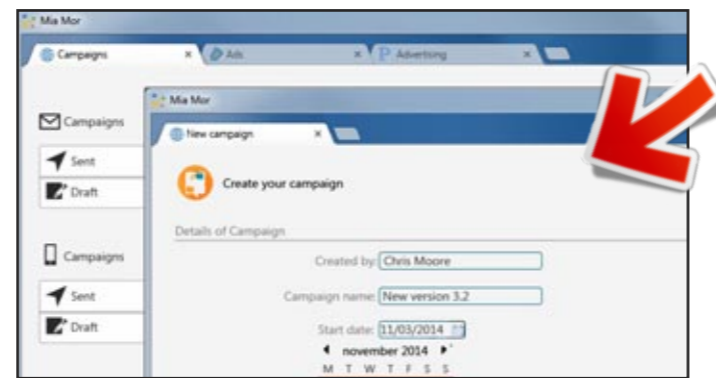 Mia Mor
Campaigns
Ads
Advertising
Campaigns
Sent
Draft
Campaigns
Sent
Draft
Mia Mor
New campaign
Create your campaign
Details of Campaign
Created by: Chris Moore
Campaign name: New version 3.2
Start date: 11/03/2014
november 2014
M T W T F S S